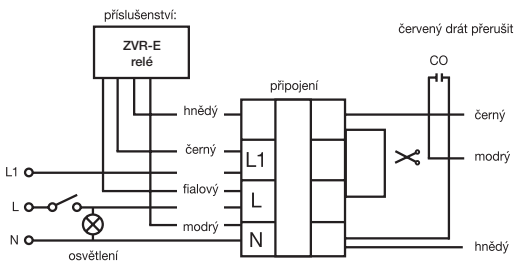 příslušenství:
ZVR-E
relé
červený drát přerušit
CO
připojení
hnědý
černý
černý
L1
modrý
L1
fialový
L
L
modrý
N
N
hnědý
osvětlení